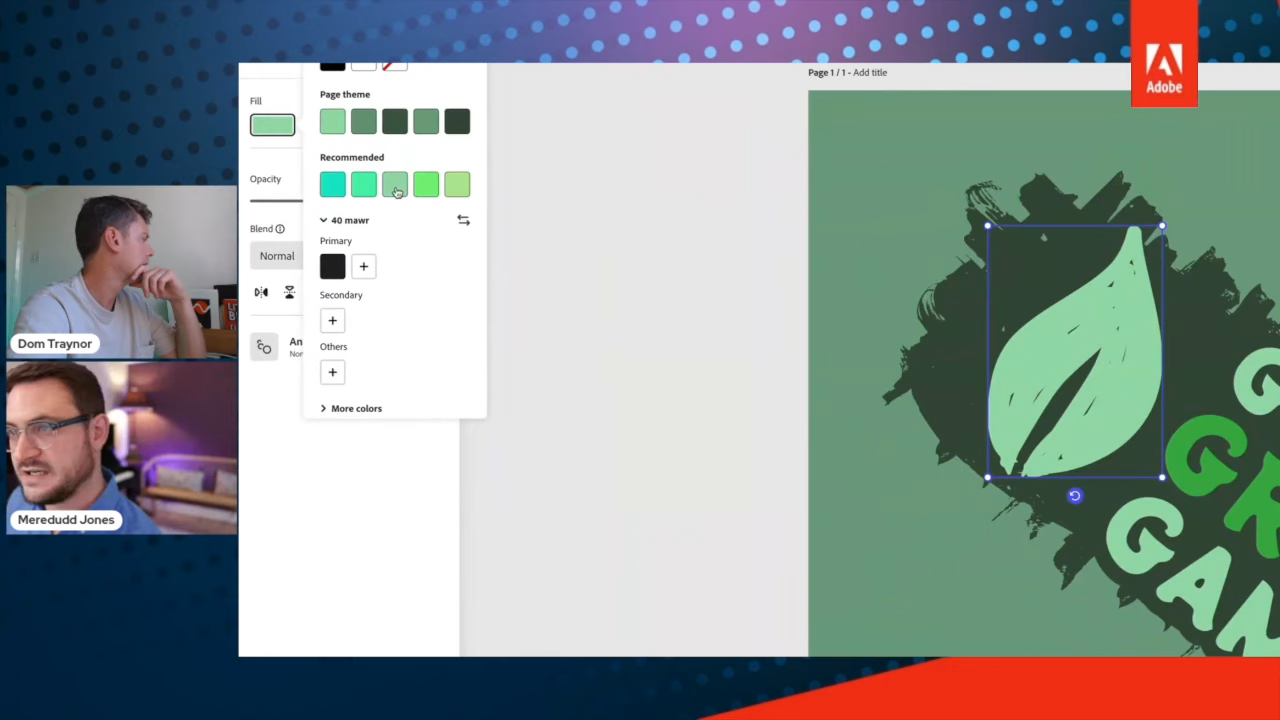 Page 1 / 1 - Add title
Adobe
Fill
Page theme
Recommended
Opacity
40 mawr
Blend
Primary
Normal
Secondary
Others
An
More colors
Dom Traynor
Meredudd Jones
G
GR
GAN